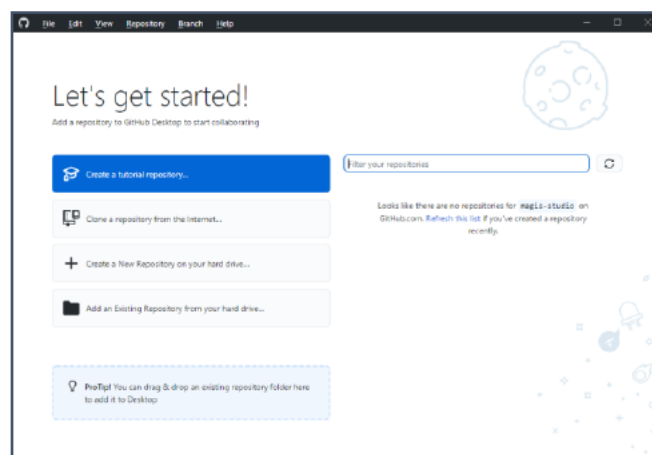 File Edit View Repository Branch Help
Let's get started!
Add a repository to GitHub Desktop to start collaborating
Create a tutorial repository...
Clone a repository from the Internet...
Create a New Repository on your hard drive...
Add an Existing Repository from your hard drive...
ProTip! You can drag & drop an existing repository folder here
to add it to Desktop
Filter your repositories
Looks like there are no repositories for magis-studio on
GitHub.com. Refresh this list if you've created a repository
recently.